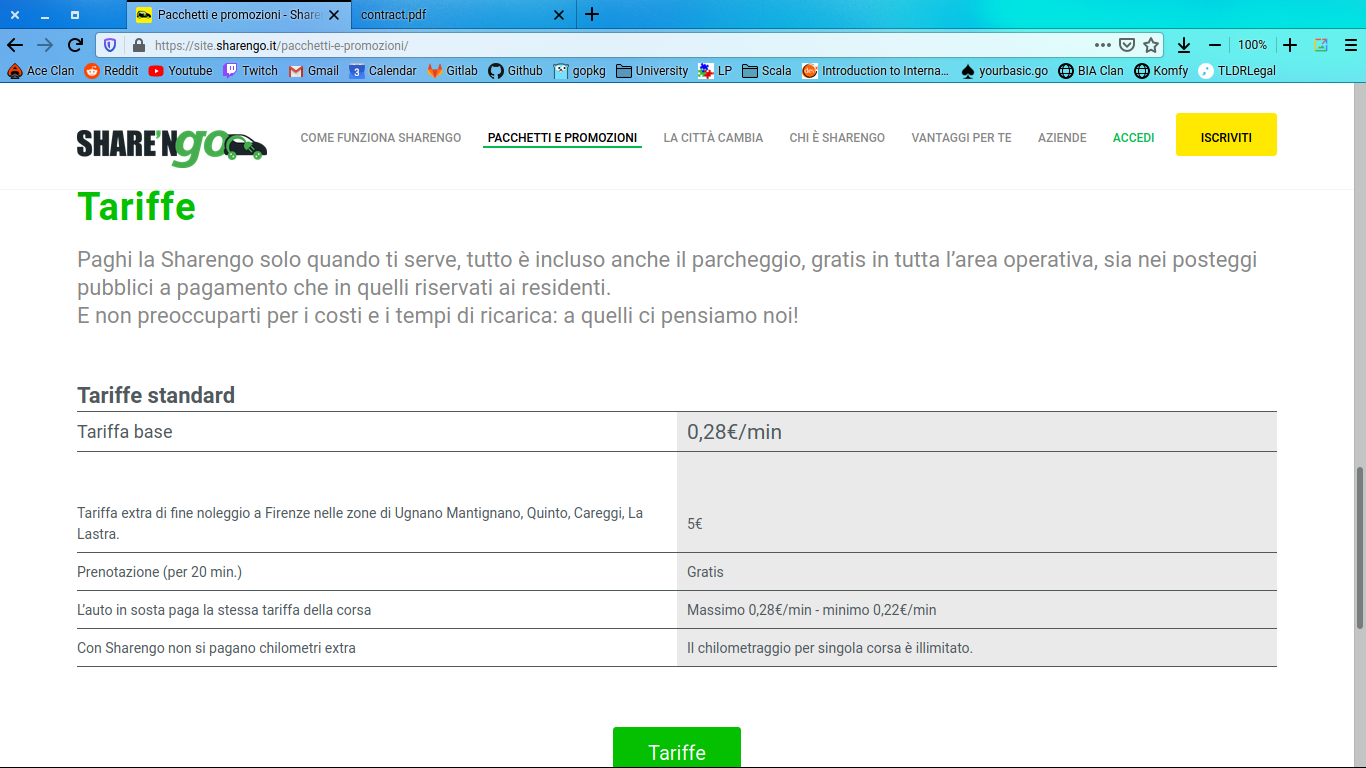 Pacchetti e promozioni - Share
contract.pdf
https://site.sharengo.it/pacchetti-e-promozioni/
100%
Ace Clan Reddit Youtube Twitch Gmail Calendar Gitlab Github gopkg University LP Scala Introduction to Interna… yourbasic.go BIA Clan Komfy TLDRLegal
SHARE'NGO
COME FUNZIONA SHARENGO PACCHETTI E PROMOZIONI LA CITTÀ CAMBIA CHI È SHARENGO VANTAGGI PER TE AZIENDE ACCEDI ISCRIVITI
Tariffe
Paghi la Sharengo solo quando ti serve, tutto è incluso anche il parcheggio, gratis in tutta l’area operativa, sia nei posteggi
pubblici a pagamento che in quelli riservati ai residenti.
E non preoccuparti per i costi e i tempi di ricarica: a quelli ci pensiamo noi!
Tariffe standard
Tariffa base 0,28€/min
Tariffa extra di fine noleggio a Firenze nelle zone di Ugnano Mantignano, Quinto, Careggi, La
Lastra.
5€
Prenotazione (per 20 min.) Gratis
L’auto in sosta paga la stessa tariffa della corsa Massimo 0,28€/min - minimo 0,22€/min
Con Sharengo non si pagano chilometri extra Il chilometraggio per singola corsa è illimitato.
Tariffe